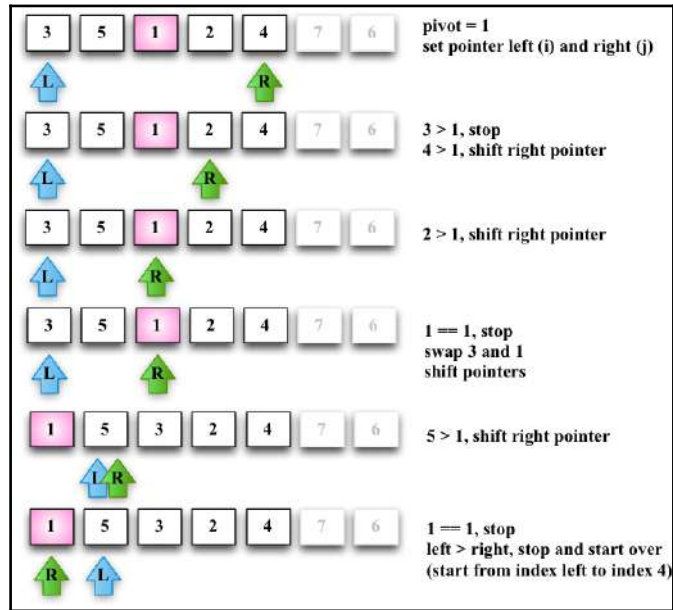 3 5 1 2 4 7 6
pivot = 1
set pointer left (i) and right (j)
L R
3 5 1 2 4 7 6
3 > 1, stop
4 > 1, shift right pointer
L R
3 5 1 2 4 7 6
2 > 1, shift right pointer
L R
3 5 1 2 4 7 6
1 == 1, stop
swap 3 and 1
shift pointers
L R
1 5 3 2 4 7 6
5 > 1, shift right pointer
L R
1 5 3 2 4 7 6
1 == 1, stop
left > right, stop and start over
(start from index left to index 4)
R L